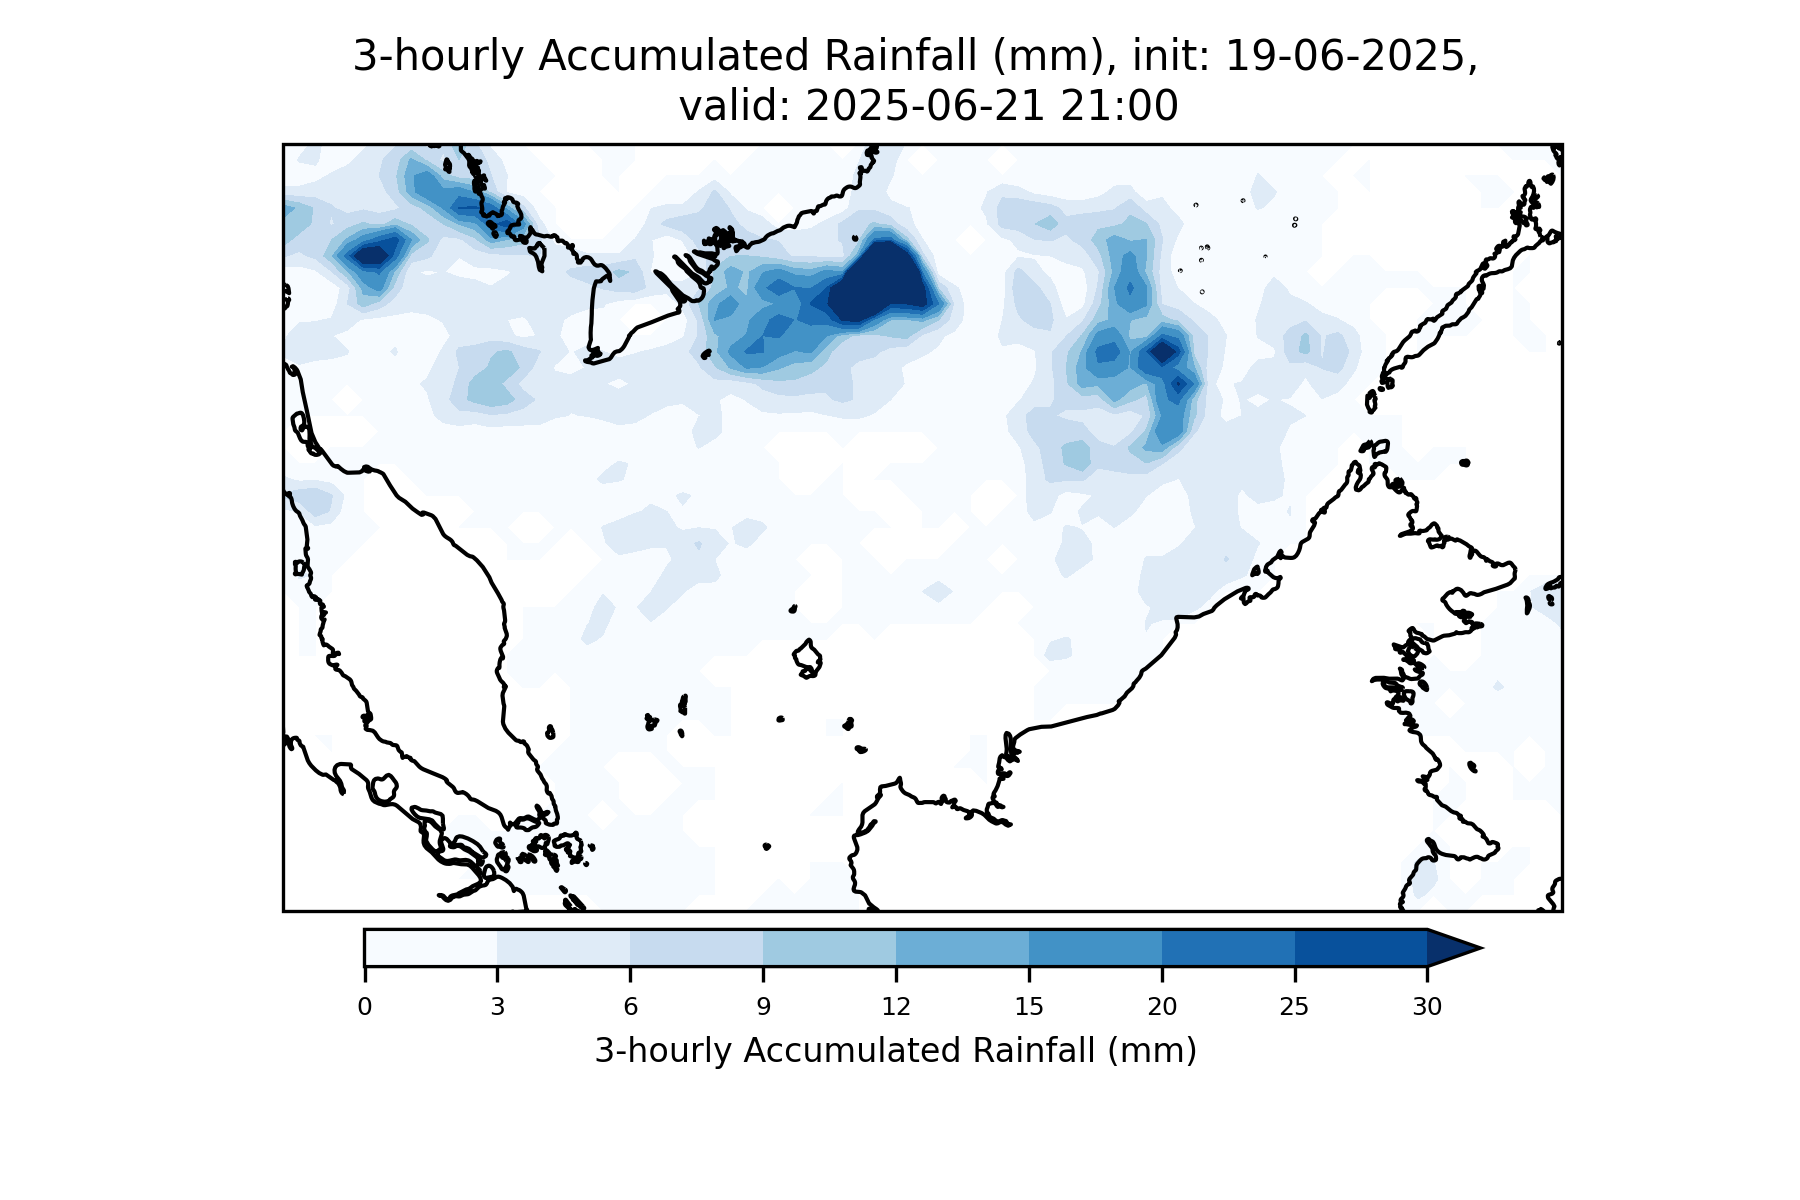 3-hourly Accumulated Rainfall (mm), init: 19-06-2025,
valid: 2025-06-21 21:00
0 3 6 9 12 15 20 25 30
3-hourly Accumulated Rainfall (mm)